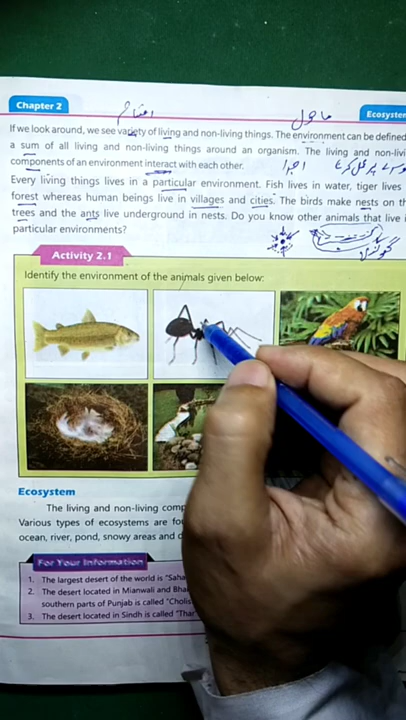 Chapter 2
Ecosystem
اقسام
ماحول
If we look around, we see variety of living and non-living things. The environment can be defined
a sum of all living and non-living things around an organism. The living and non-livi
components of an environment interact with each other.
اجزا
Every living things lives in a particular environment. Fish lives in water, tiger lives
forest whereas human beings live in villages and cities. The birds make nests on th
trees and the ants live underground in nests. Do you know other animals that live i
particular environments?
Activity 2.1
Identify the environment of the animals given below:
Ecosystem
The living and non-living comp
Various types of ecosystems are fou
ocean, river, pond, snowy areas and d
For Your Information
1. The largest desert of the world is "Saha
2. The desert located in Mianwali and Bha
southern parts of Punjab is called "Cholis
3. The desert located in Sindh is called "Thar